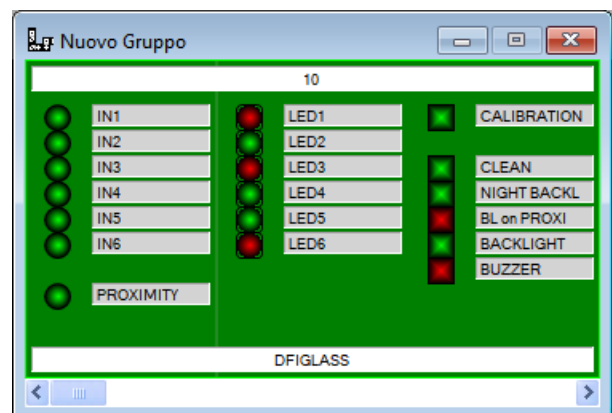 Nuovo Gruppo
10
IN1
IN2
IN3
IN4
IN5
IN6
PROXIMITY
LED1
LED2
LED3
LED4
LED5
LED6
CALIBRATION
CLEAN
NIGHT BACKL
BL on PROXI
BACKLIGHT
BUZZER
DFIGLASS